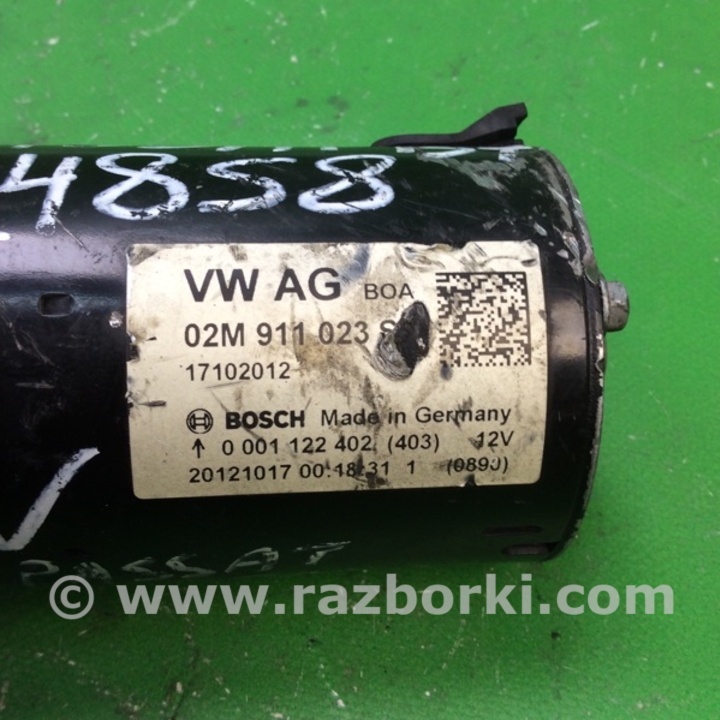 4858
VW AG BOA
02M 911 023 S
17102012
BOSCH Made in Germany
↑ 0 001 122 402 (403) 12V
20121017 00:18:31 1 (0890)
PASSAT
© www.razborki.com